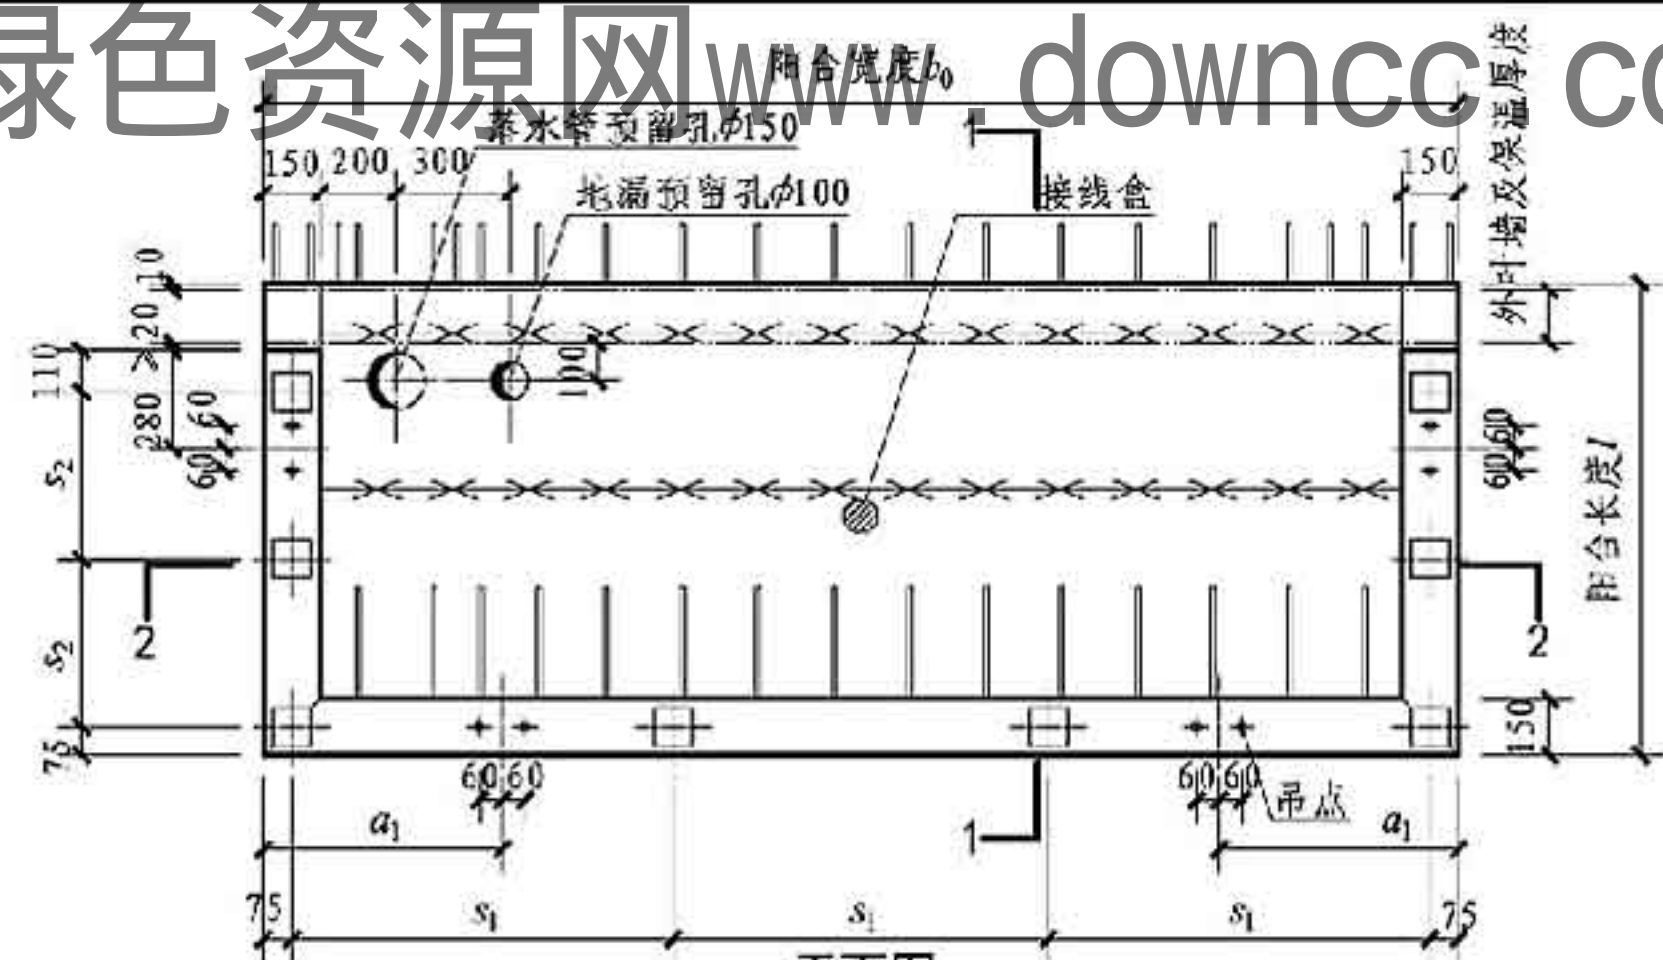 绿色资源网www.downcc.co
阳台宽度b₀
落水管预留孔ϕ150
1
150 200 300
150
地漏预留孔ϕ100
接线盒
外叶墙及保温厚度
10
≥20
110
100
280
60
60
60
60
s₂
阳台长度l
2
2
s₂
150
75
60 60
60 60
吊点
a₁
1
a₁
75 s₁ s₁ s₁ 75
平面图